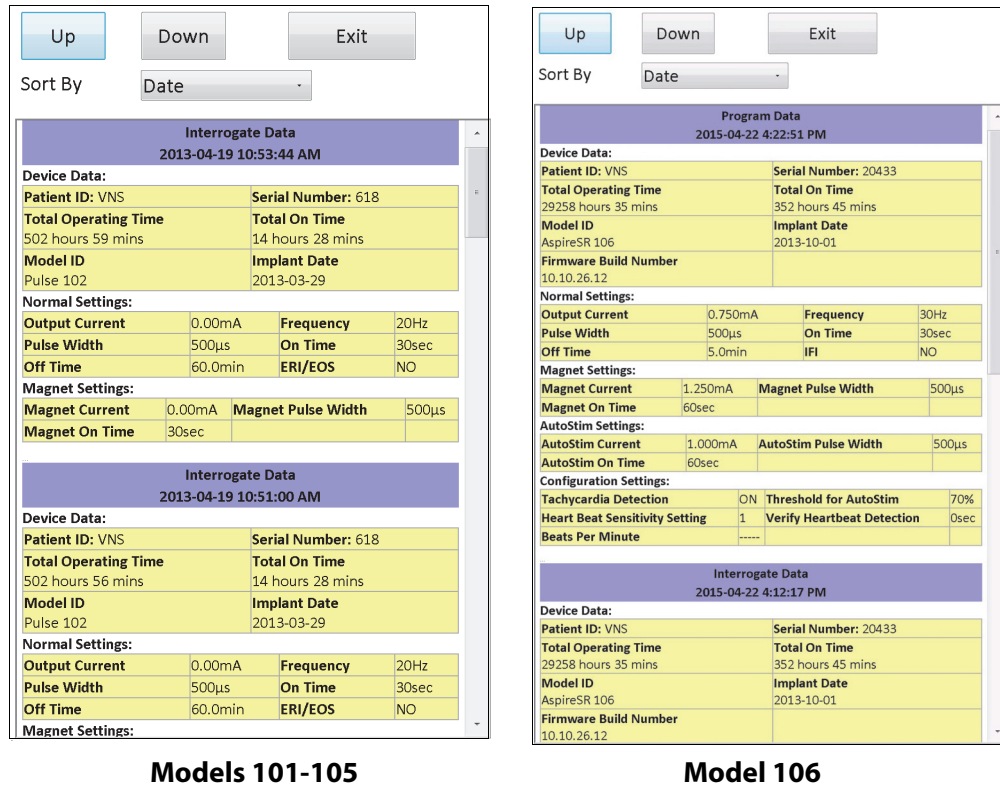 Up Down Exit
Sort By Date
Interrogate Data
2013-04-19 10:53:44 AM
Device Data:
Patient ID: VNS Serial Number: 618
Total Operating Time Total On Time
502 hours 59 mins 14 hours 28 mins
Model ID Implant Date
Pulse 102 2013-03-29
Normal Settings:
Output Current 0.00mA Frequency 20Hz
Pulse Width 500µs On Time 30sec
Off Time 60.0min ERI/EOS NO
Magnet Settings:
Magnet Current 0.00mA Magnet Pulse Width 500µs
Magnet On Time 30sec
Interrogate Data
2013-04-19 10:51:00 AM
Device Data:
Patient ID: VNS Serial Number: 618
Total Operating Time Total On Time
502 hours 56 mins 14 hours 28 mins
Model ID Implant Date
Pulse 102 2013-03-29
Normal Settings:
Output Current 0.00mA Frequency 20Hz
Pulse Width 500µs On Time 30sec
Off Time 60.0min ERI/EOS NO
Magnet Settings:
Models 101-105
Up Down Exit
Sort By Date
Program Data
2015-04-22 4:22:51 PM
Device Data:
Patient ID: VNS Serial Number: 20433
Total Operating Time Total On Time
29258 hours 35 mins 352 hours 45 mins
Model ID Implant Date
AspireSR 106 2013-10-01
Firmware Build Number
10.10.26.12
Normal Settings:
Output Current 0.750mA Frequency 30Hz
Pulse Width 500µs On Time 30sec
Off Time 5.0min IFI NO
Magnet Settings:
Magnet Current 1.250mA Magnet Pulse Width 500µs
Magnet On Time 60sec
AutoStim Settings:
AutoStim Current 1.000mA AutoStim Pulse Width 500µs
AutoStim On Time 60sec
Configuration Settings:
Tachycardia Detection ON Threshold for AutoStim 70%
Heart Beat Sensitivity Setting 1 Verify Heartbeat Detection 0sec
Beats Per Minute -----
Interrogate Data
2015-04-22 4:12:17 PM
Device Data:
Patient ID: VNS Serial Number: 20433
Total Operating Time Total On Time
29258 hours 35 mins 352 hours 45 mins
Model ID Implant Date
AspireSR 106 2013-10-01
Firmware Build Number
10.10.26.12
Model 106